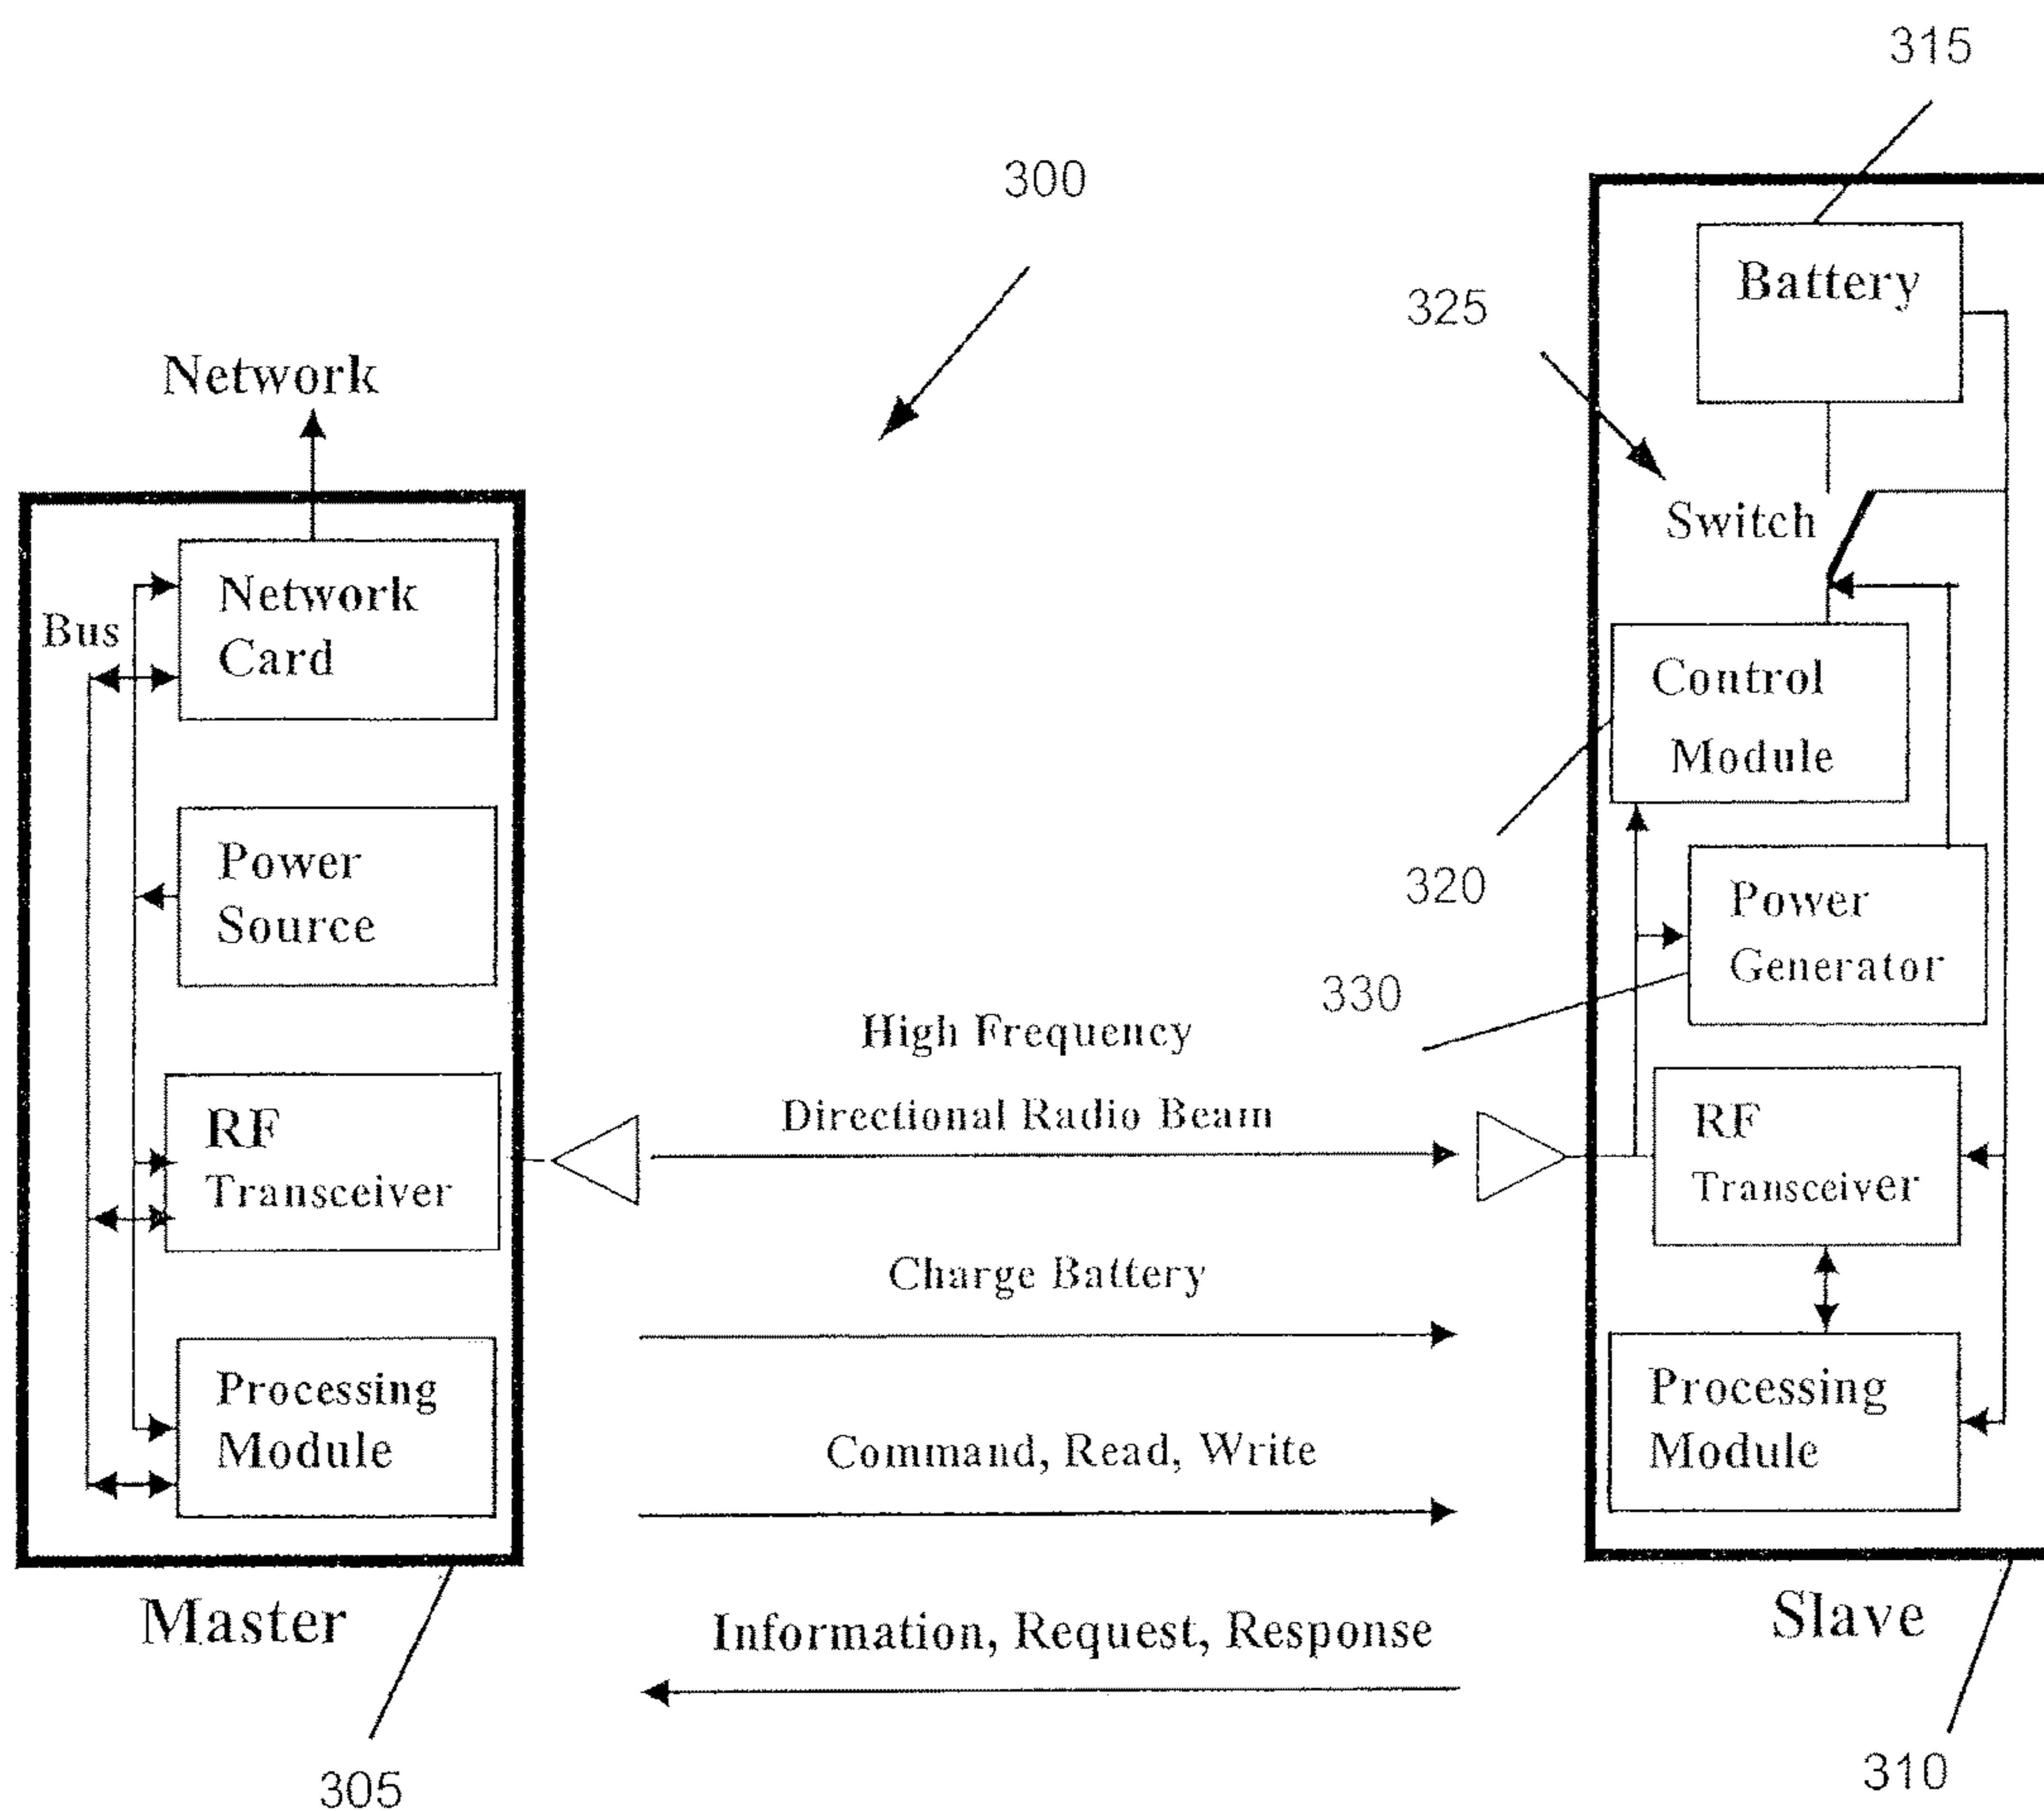 315
300
Battery
325
Network
Switch
Network
Card
Bus
Control
Module
Power
Source
320
Power
Generator
330
High Frequency
Directional Radio Beam
RF
Transceiver
RF
Transceiver
Charge Battery
Processing
Module
Command, Read, Write
Processing
Module
Master
Information, Request, Response
Slave
305
310